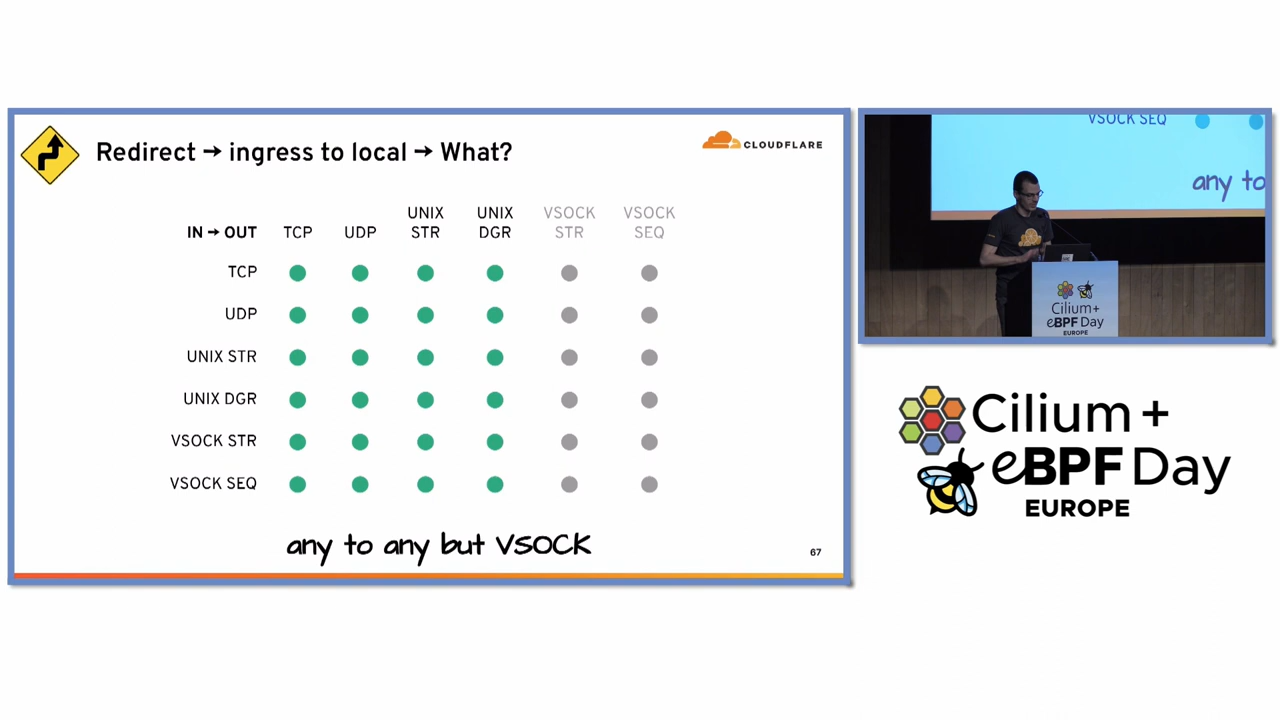 Redirect → ingress to local → What?
CLOUDFLARE
IN → OUT TCP UDP UNIX STR UNIX DGR VSOCK STR VSOCK SEQ
TCP
UDP
UNIX STR
UNIX DGR
VSOCK STR
VSOCK SEQ
any to any but VSOCK
67
VSOCK SEQ
any to
Cilium+
eBPF Day
EUROPE
Cilium +
eBPF Day
EUROPE